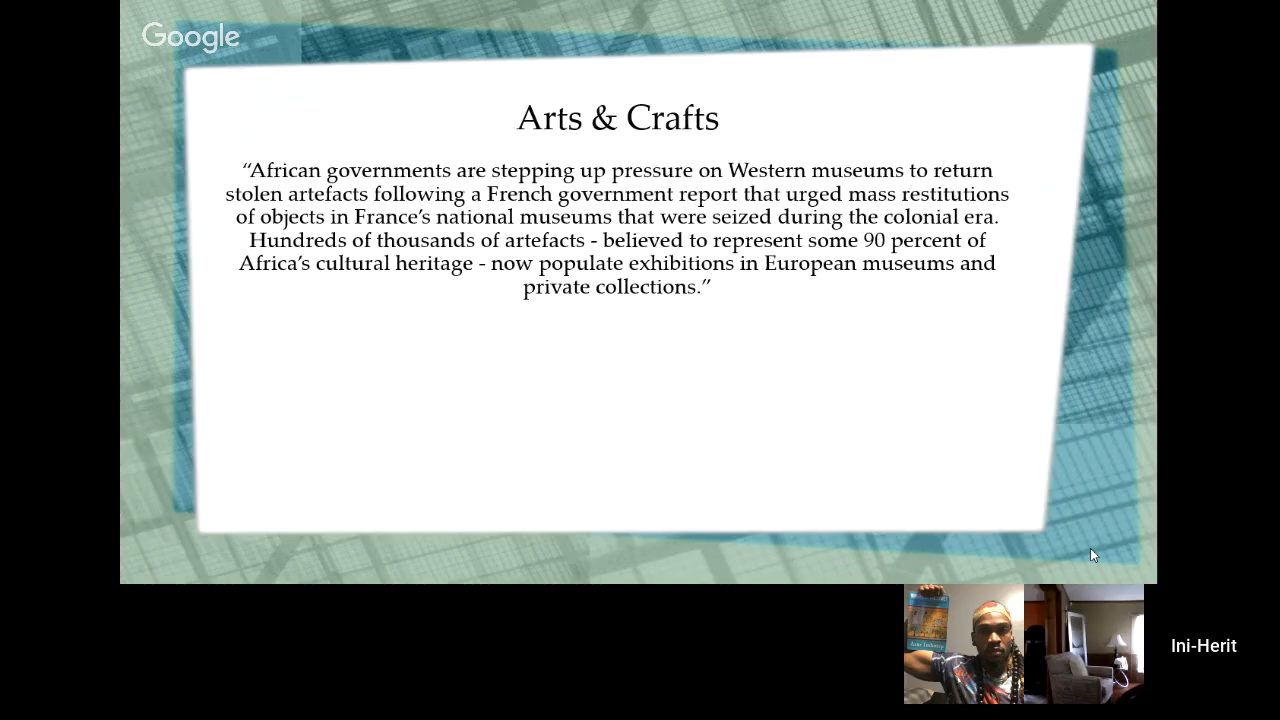 Google
Arts & Crafts
“African governments are stepping up pressure on Western museums to return
stolen artefacts following a French government report that urged mass restitutions
of objects in France’s national museums that were seized during the colonial era.
Hundreds of thousands of artefacts - believed to represent some 90 percent of
Africa’s cultural heritage - now populate exhibitions in European museums and
private collections.”
Ini-Herit